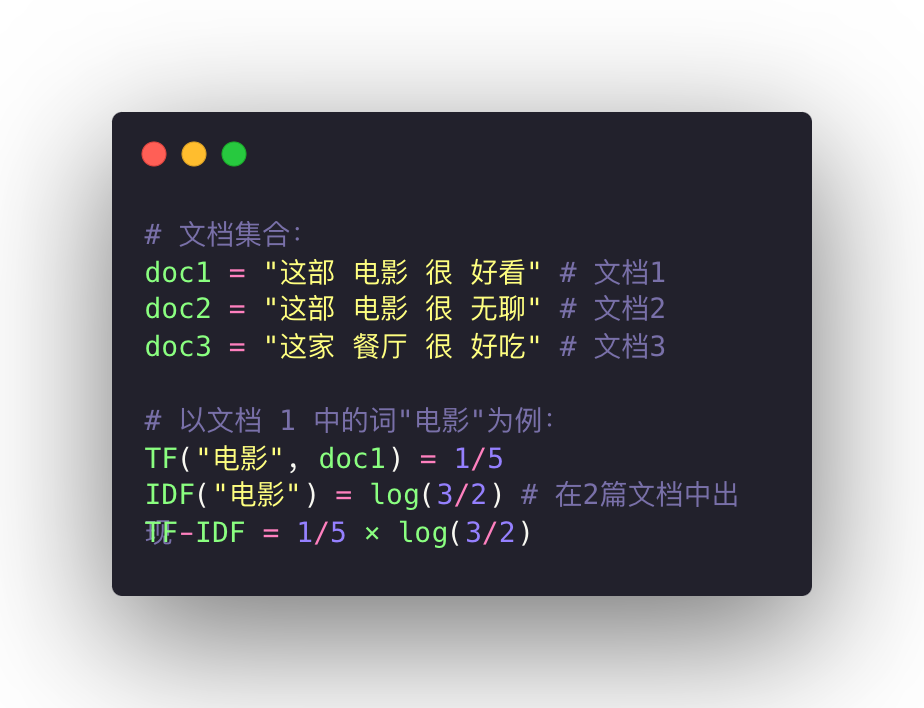 # 文档集合：
doc1 = "这部 电影 很 好看" # 文档1
doc2 = "这部 电影 很 无聊" # 文档2
doc3 = "这家 餐厅 很 好吃" # 文档3
# 以文档 1 中的词"电影"为例：
TF("电影", doc1) = 1/5
IDF("电影") = log(3/2) # 在2篇文档中出
现
TF-IDF = 1/5 × log(3/2)